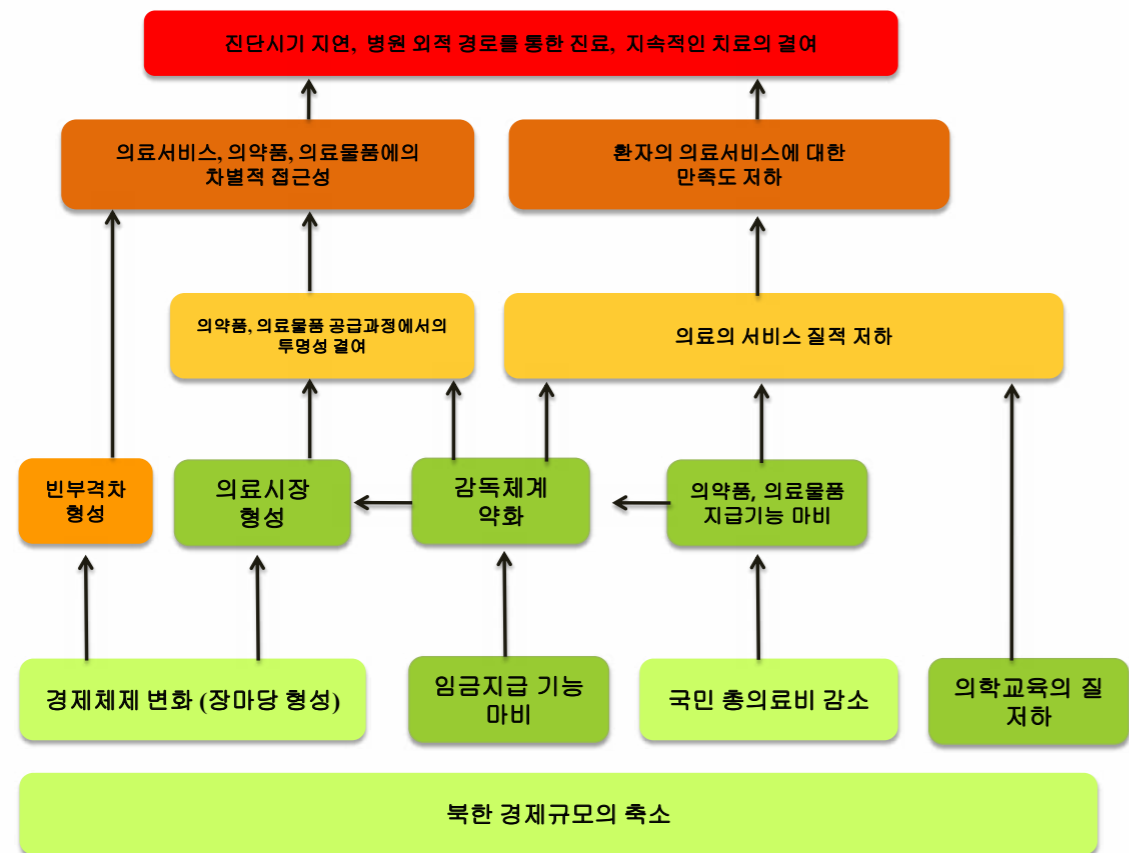 진단시기 지연, 병원 외적 경로를 통한 진료, 지속적인 치료의 결여
의료서비스, 의약품, 의료물품에의
차별적 접근성
환자의 의료서비스에 대한
만족도 저하
의약품, 의료물품 공급과정에서의
투명성 결여
의료의 서비스 질적 저하
빈부격차
형성
의료시장
형성
감독체계
약화
의약품, 의료물품
지급기능 마비
경제체제 변화 (장마당 형성)
임금지급 기능
마비
국민 총의료비 감소
의학교육의 질
저하
북한 경제규모의 축소